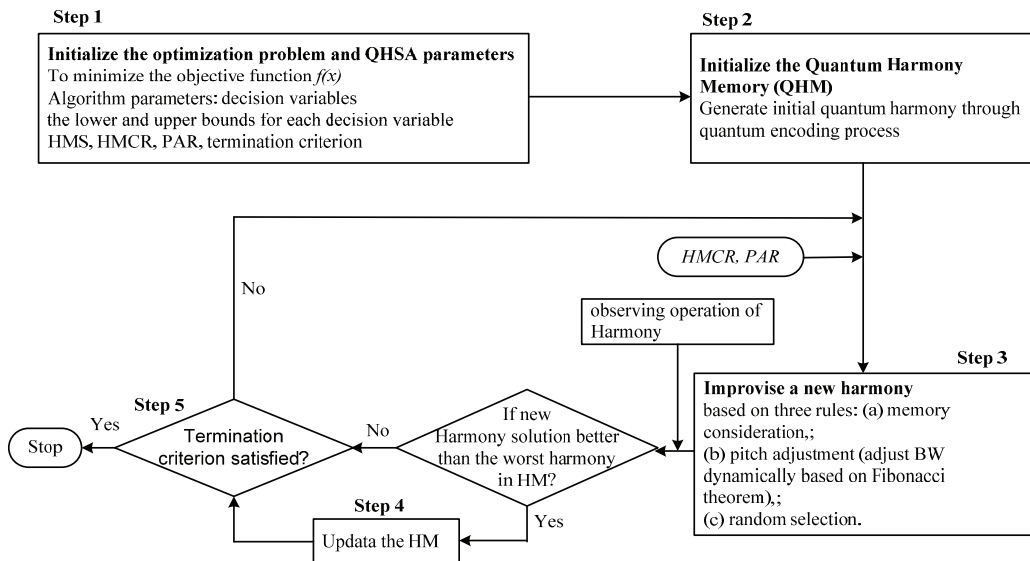 Step 1
Initialize the optimization problem and QHSA parameters
To minimize the objective function f(x)
Algorithm parameters: decision variables
the lower and upper bounds for each decision variable
HMS, HMCR, PAR, termination criterion
Step 2
Initialize the Quantum Harmony
Memory (QHM)
Generate initial quantum harmony through
quantum encoding process
HMCR, PAR
No
observing operation of
Harmony
Step 3
Improvise a new harmony
based on three rules: (a) memory
consideration,;
(b) pitch adjustment (adjust BW
dynamically based on Fibonacci
theorem),;
(c) random selection.
If new
Harmony solution better
than the worst harmony
in HM?
No
Yes
Step 4
Updata the HM
Step 5
Termination
criterion satisfied?
Yes
Stop